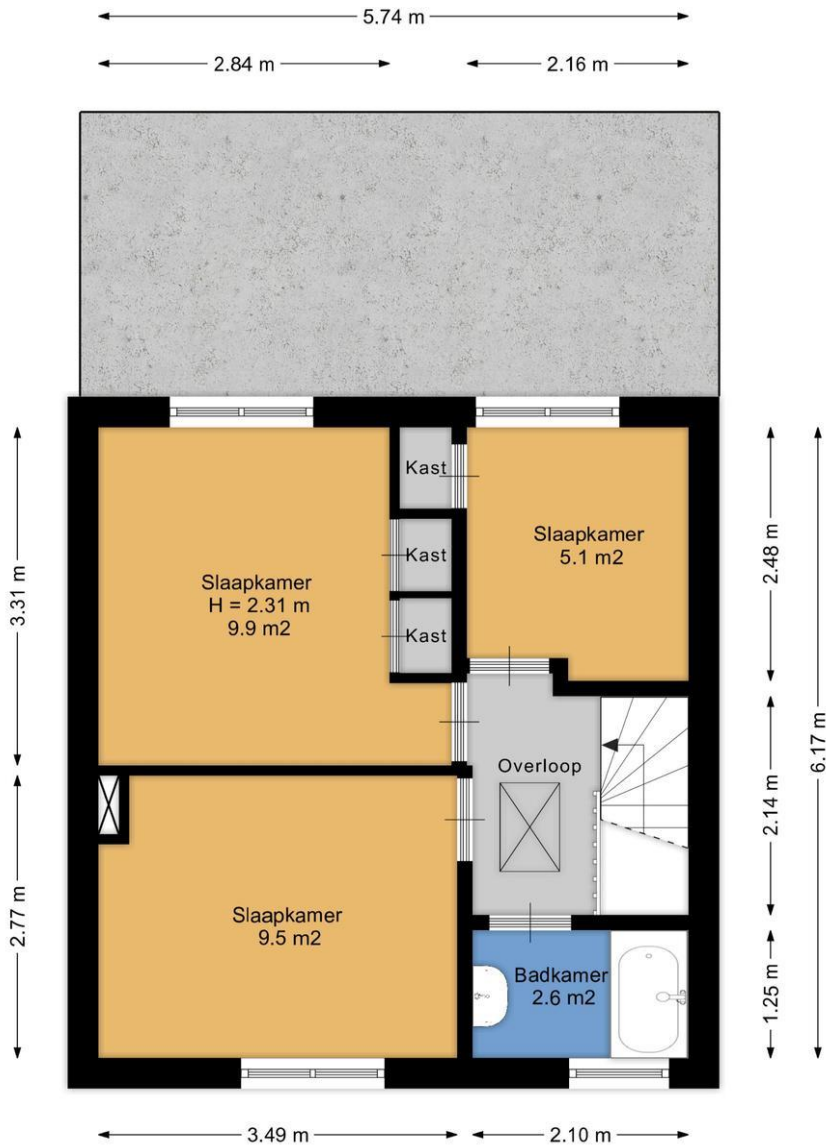 5.74 m
2.84 m
2.16 m
Kast
Kast
Kast
Slaapkamer
5.1 m2
Slaapkamer
H = 2.31 m
9.9 m2
3.31 m
2.48 m
6.17 m
Overloop
2.14 m
2.77 m
Slaapkamer
9.5 m2
Badkamer
2.6 m2
1.25 m
3.49 m
2.10 m